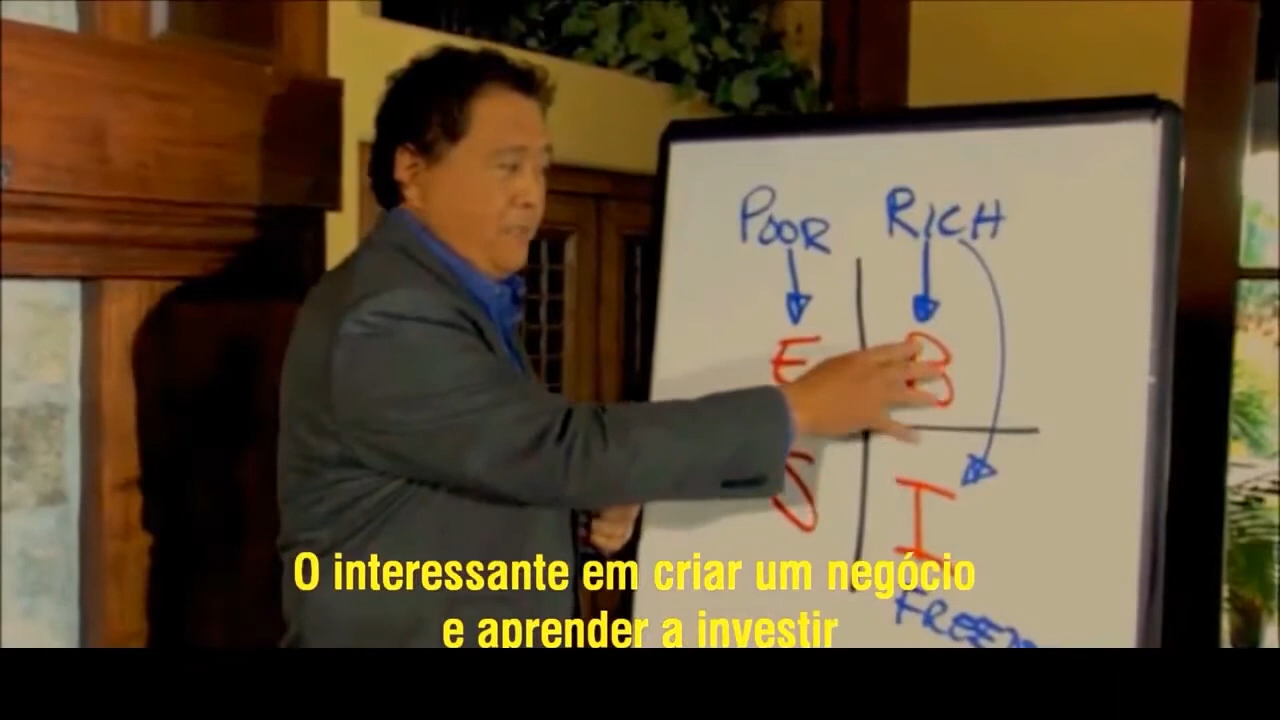 POOR RICH
E B
S I
O interessante em criar um negócio
e aprender a investir